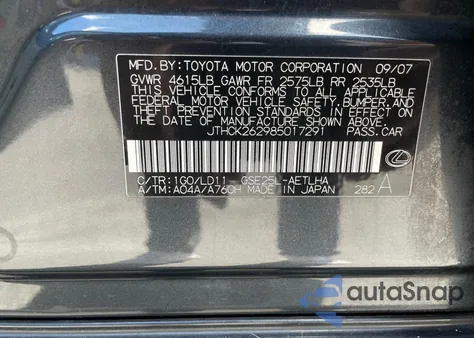 MFD. BY: TOYOTA MOTOR CORPORATION 09/07
GVWR 4615LB GAWR FR 2575LB RR 2535LB
THIS VEHICLE CONFORMS TO ALL APPLICABLE
FEDERAL MOTOR VEHICLE SAFETY, BUMPER,
AND THEFT PREVENTION STANDARDS IN EFFECT
ON THE DATE OF MANUFACTURE SHOWN ABOVE.
JTHCK262985017291 PASS.CAR
C/TR: 1G0/LD11 GSE25L-AETLHA
A/TM: A04A/A760H MADE IN JAPAN 282 A
autoSnap